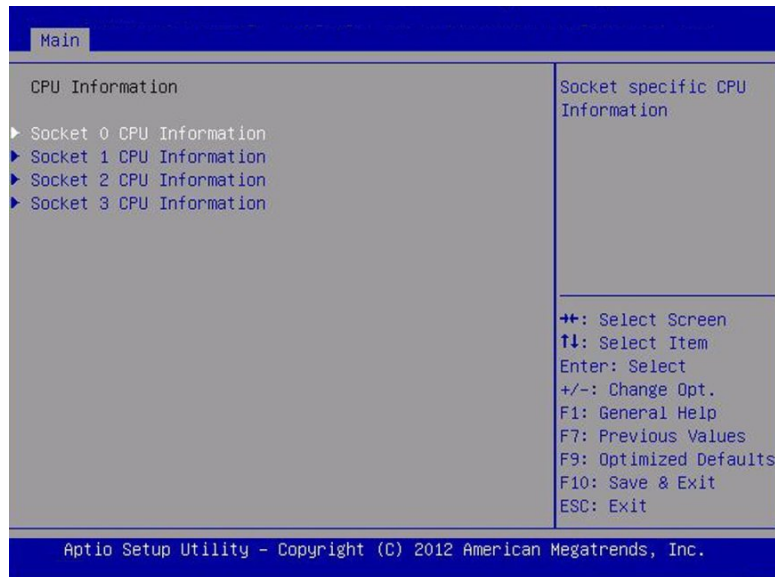 Main
CPU Information
Socket 0 CPU Information
Socket 1 CPU Information
Socket 2 CPU Information
Socket 3 CPU Information
Socket specific CPU
Information
→←: Select Screen
↑↓: Select Item
Enter: Select
+/-: Change Opt.
F1: General Help
F7: Previous Values
F9: Optimized Defaults
F10: Save & Exit
ESC: Exit
Aptio Setup Utility – Copyright (C) 2012 American Megatrends, Inc.